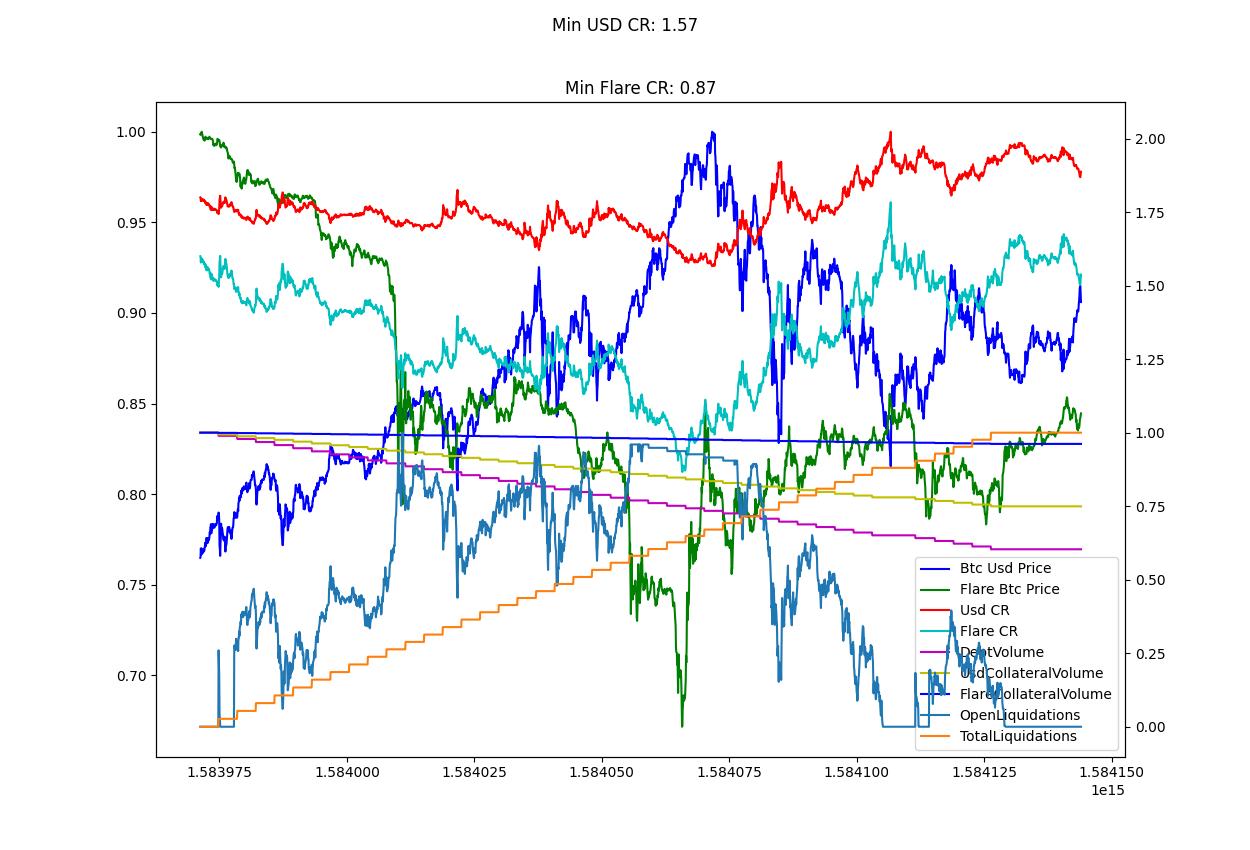 Min USD CR: 1.57
Min Flare CR: 0.87
1.00
0.95
0.90
0.85
0.80
0.75
0.70
2.00
1.75
1.50
1.25
1.00
0.75
0.50
0.25
0.00
Btc Usd Price
Flare Btc Price
Usd CR
Flare CR
DebtVolume
UsdCollateralVolume
FlareCollateralVolume
OpenLiquidations
TotalLiquidations
1.583975 1.584000 1.584025 1.584050 1.584075 1.584100 1.584125 1.584150
1e15